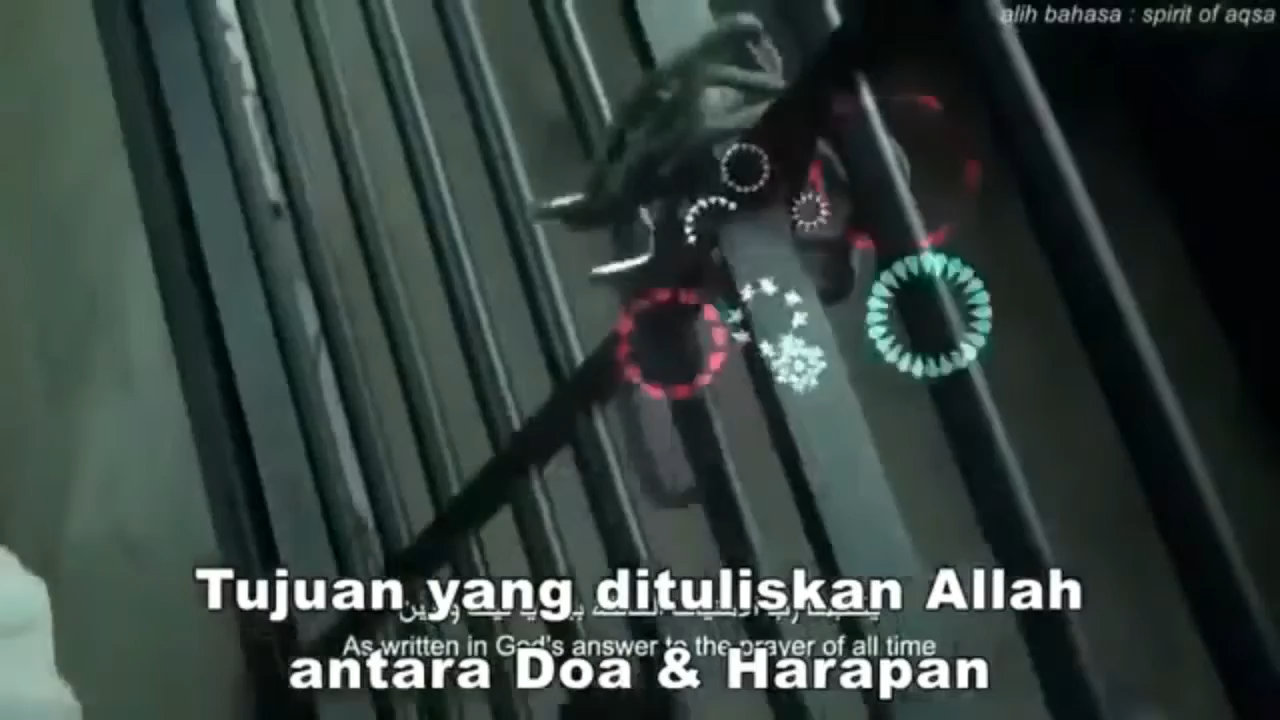 alih bahasa : spirit of aqsa
Tujuan yang dituliskan Allah
As written in God's answer to the prayer of all time
antara Doa & Harapan